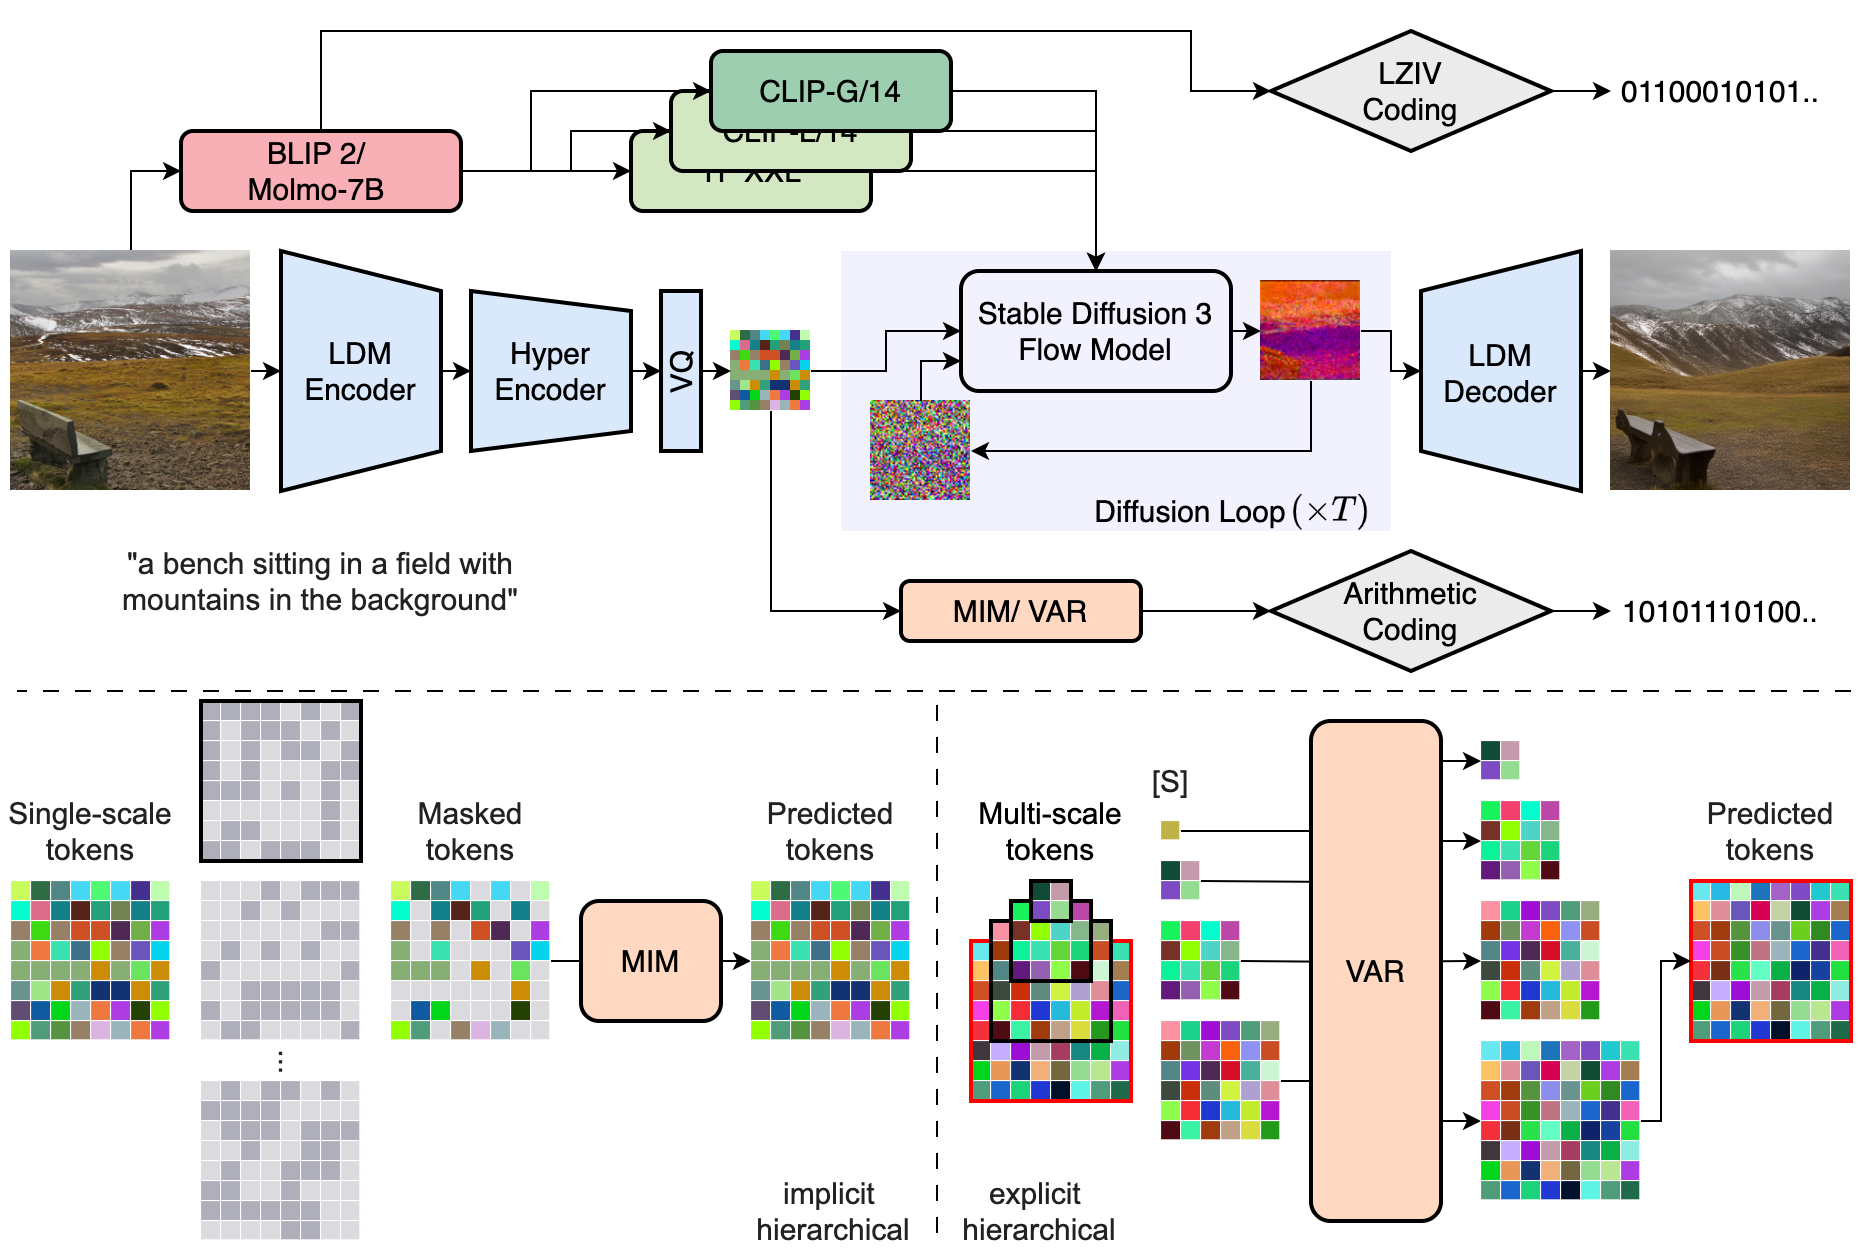 CLIP-G/14
CLIP-L/14
LZIV
Coding
01100010101..
BLIP 2/
Molmo-7B
LDM
Encoder
Hyper
Encoder
VQ
Stable Diffusion 3
Flow Model
LDM
Decoder
Diffusion Loop (×T)
"a bench sitting in a field with
mountains in the background"
MIM/ VAR
Arithmetic
Coding
10101110100..
Single-scale
tokens
Masked
tokens
MIM
Predicted
tokens
implicit
hierarchical
Multi-scale
tokens
[S]
VAR
Predicted
tokens
explicit
hierarchical